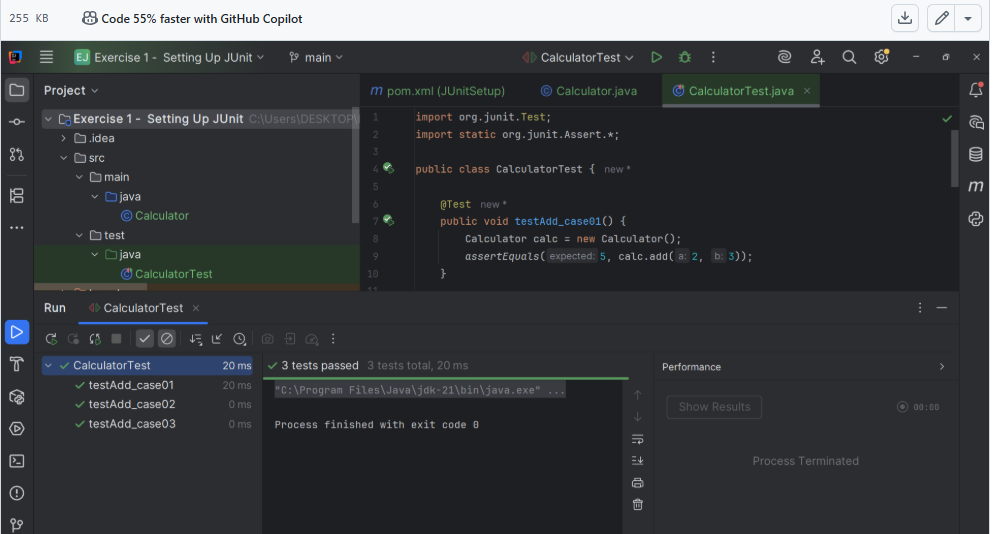 255 KB
Code 55% faster with GitHub Copilot
EJ Exercise 1 - Setting Up JUnit
main
CalculatorTest
Project
Exercise 1 - Setting Up JUnit C:\Users\DESKTOP\
.idea
src
main
java
Calculator
test
java
CalculatorTest
m pom.xml (JUnitSetup)
Calculator.java
CalculatorTest.java
1 import org.junit.Test;
2 import static org.junit.Assert.*;
3
4 public class CalculatorTest { new *
5
6 @Test new *
7 public void testAdd_case01() {
8 Calculator calc = new Calculator();
9 assertEquals( expected: 5, calc.add( a: 2, b: 3));
10 }
11
m
Run
CalculatorTest
CalculatorTest 20 ms
testAdd_case01 20 ms
testAdd_case02 0 ms
testAdd_case03 0 ms
3 tests passed 3 tests total, 20 ms
"C:\Program Files\Java\jdk-21\bin\java.exe" ...
Process finished with exit code 0
Performance
Show Results
00:08
Process Terminated